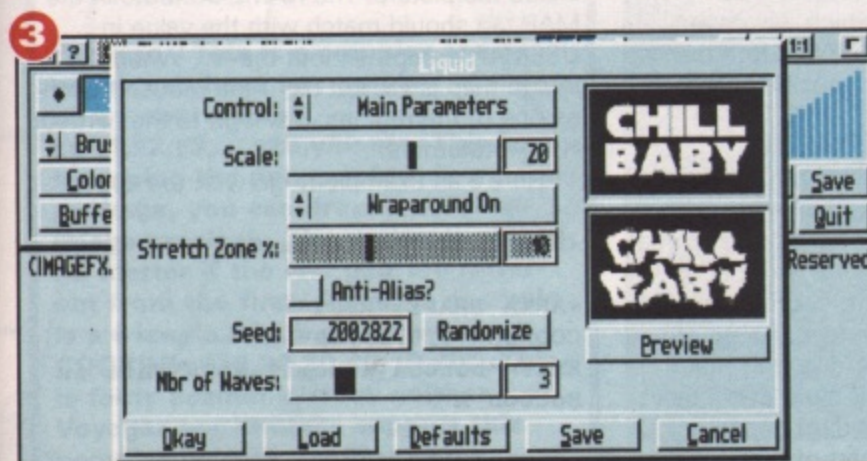 3
?
1:1
Liquid
Control: Main Parameters
Scale: 20
Wraparound On
Stretch Zone %: 10
Anti-Alias?
Seed: 2002822 Randomize
Nbr of Waves: 3
CHILL
BABY
CHILL
BABY
Preview
Okay Load Defaults Save Cancel
Brus
Color
Buffe
Save
Quit
(IMAGEFX.
Reserved